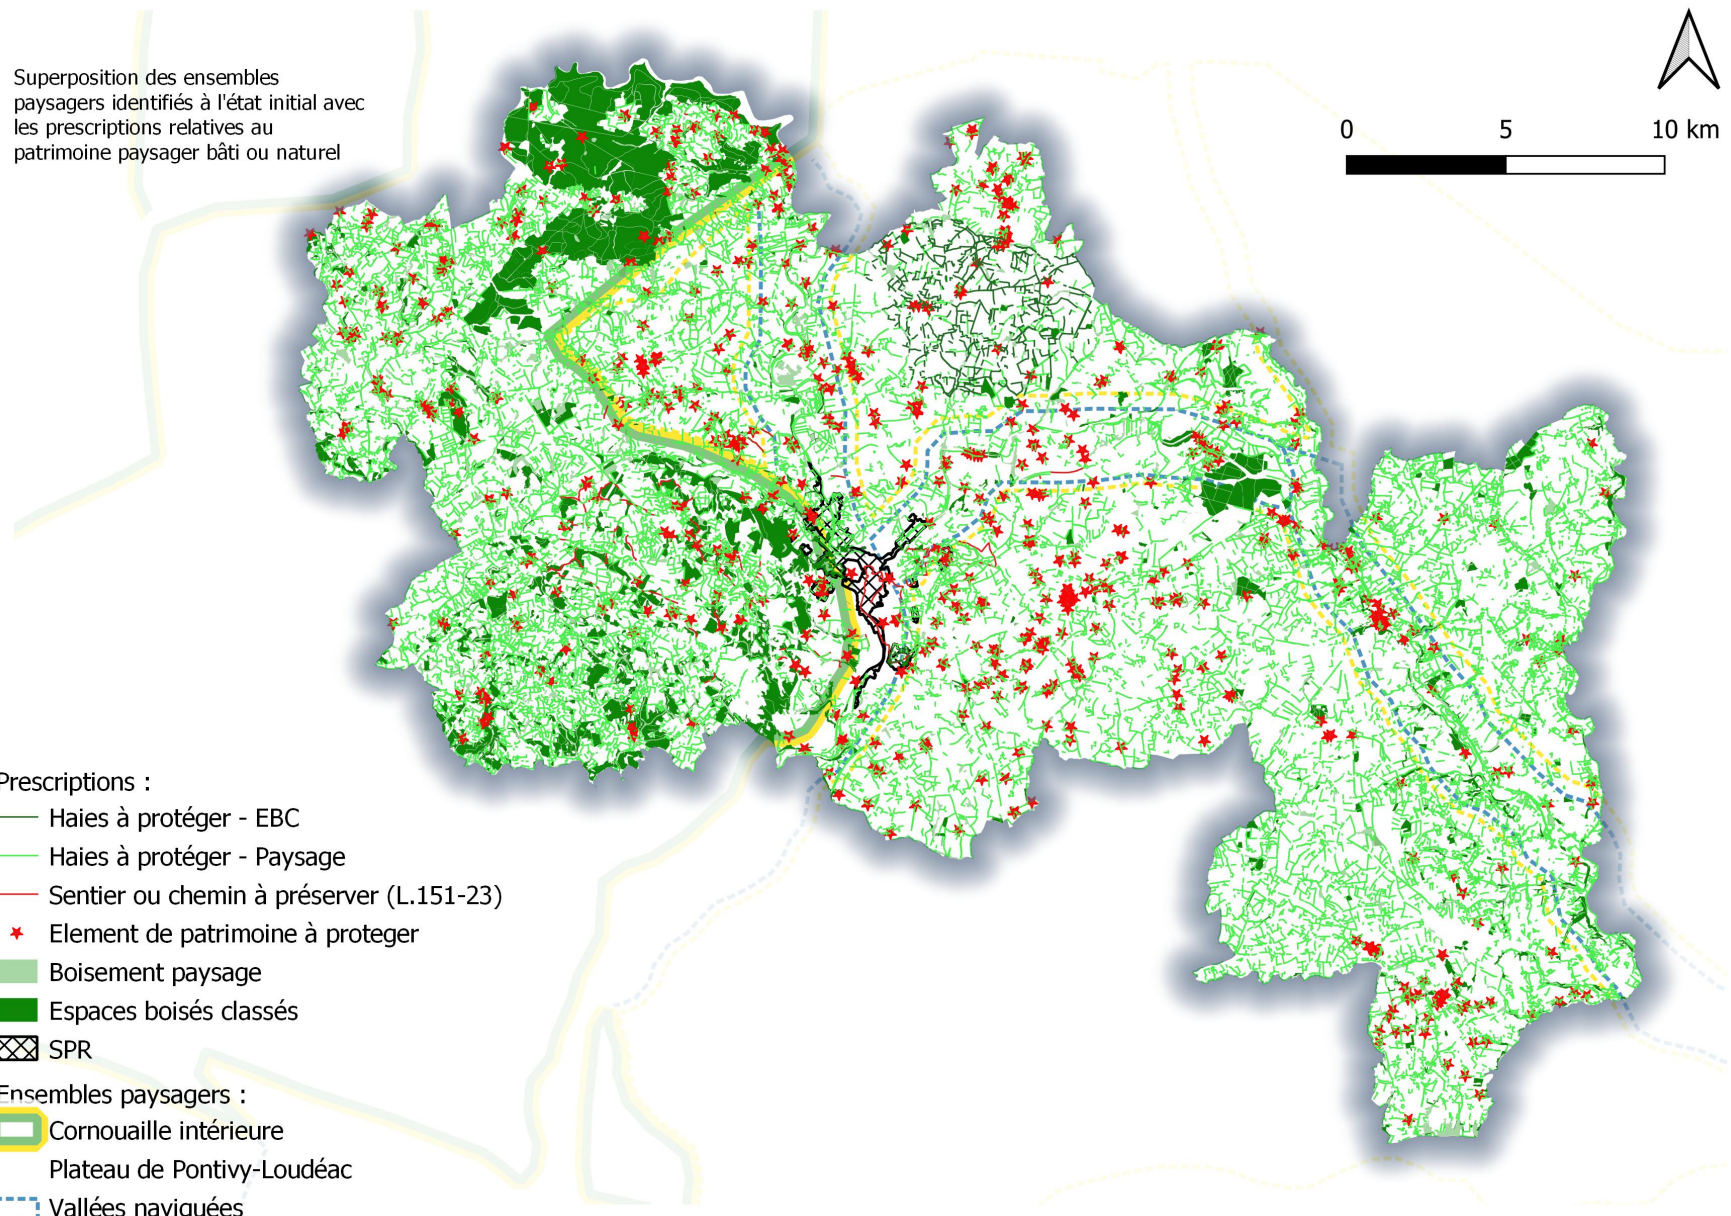 Superposition des ensembles
paysagers identifiés à l'état initial avec
les prescriptions relatives au
patrimoine paysager bâti ou naturel
0 5 10 km
Prescriptions :
Haies à protéger - EBC
Haies à protéger - Paysage
Sentier ou chemin à préserver (L.151-23)
Element de patrimoine à proteger
Boisement paysage
Espaces boisés classés
SPR
Ensembles paysagers :
Cornouaille intérieure
Plateau de Pontivy-Loudéac
Vallées naviguées